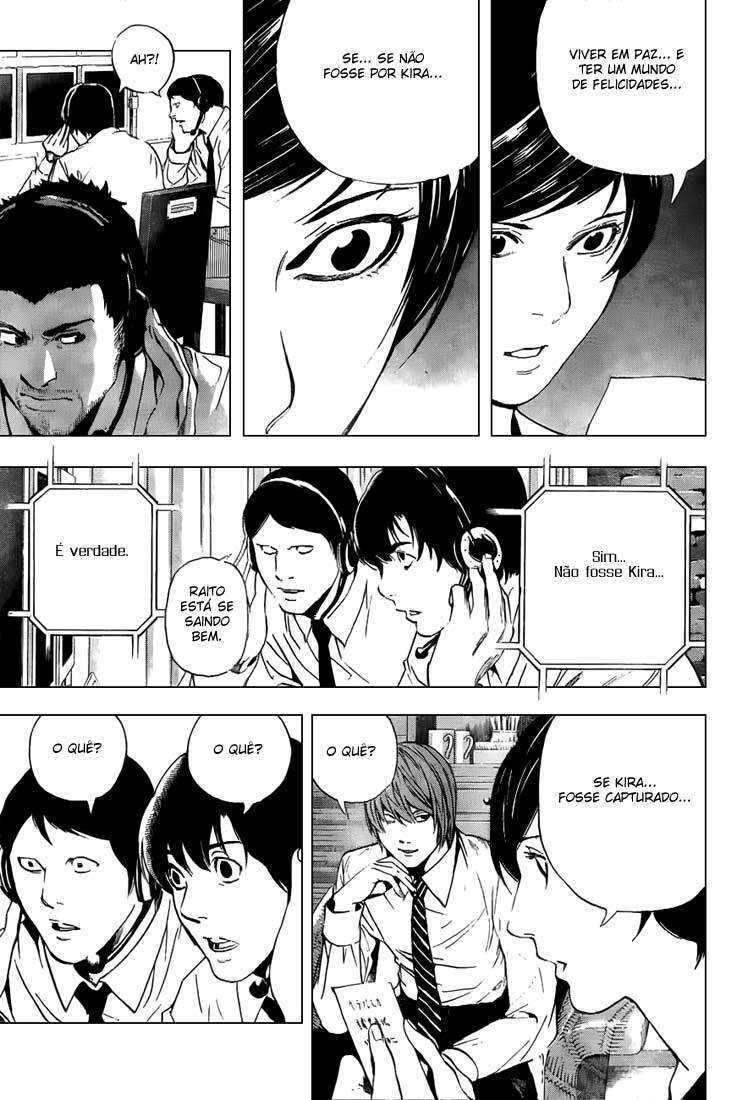 VIVER EM PAZ... E
TER UM MUNDO
DE FELICIDADES...
SE... SE NÃO
FOSSE POR KIRA...
AH?!
Sim...
Não fosse Kira...
RAITO
ESTÁ SE
SAINDO
BEM.
É verdade.
SE KIRA...
FOSSE CAPTURADO...
O QUÊ?
O QUÊ?
O QUÊ?